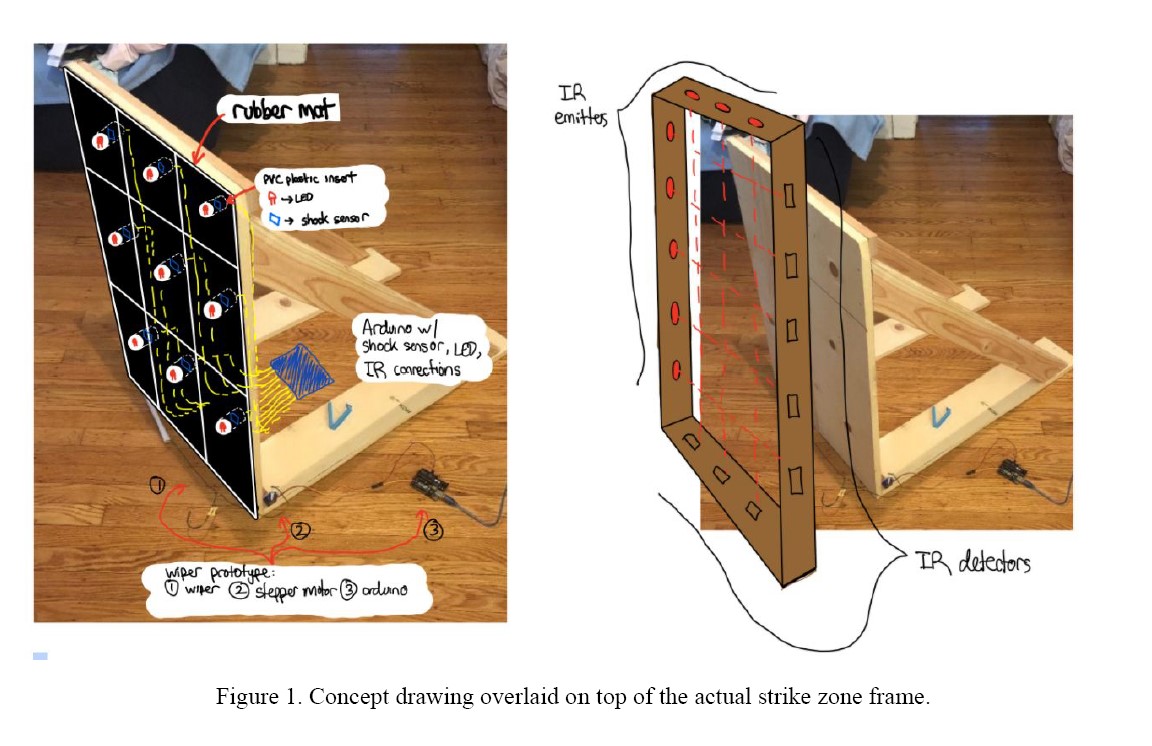 rubber mat
PVC plastic insert
→ LED
→ shock sensor
Arduino w/
shock sensor, LED,
IR connections
①
②
③
wiper prototype:
① wiper ② stepper motor ③ arduino
IR
emitters
IR detectors
Figure 1. Concept drawing overlaid on top of the actual strike zone frame.